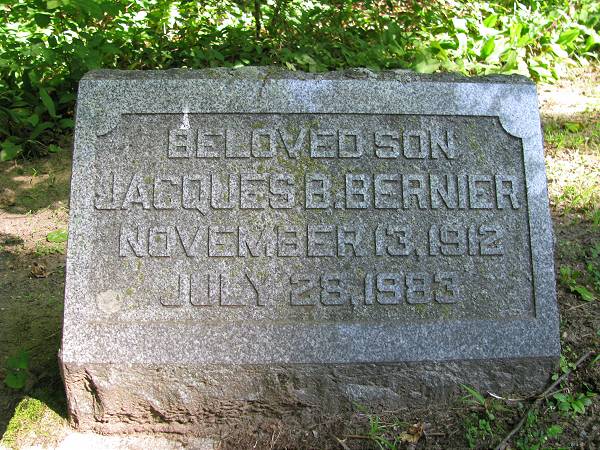 BELOVED SON
JACQUES B. BERNIER
NOVEMBER 13, 1912
JULY 28, 1983